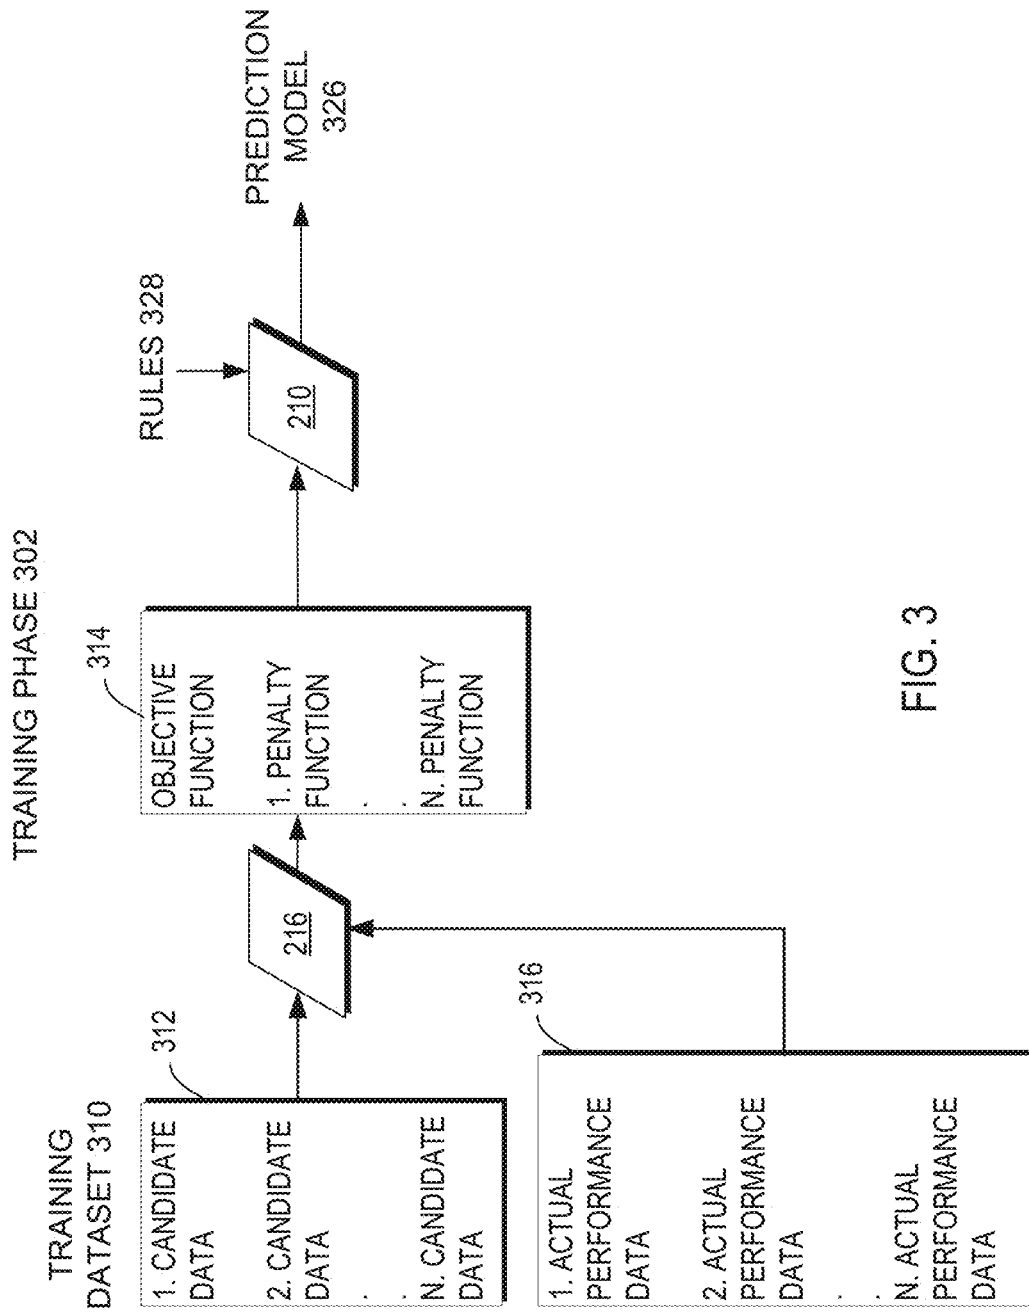 TRAINING PHASE 302
TRAINING
DATASET 310
312
1. CANDIDATE
DATA
2. CANDIDATE
DATA
.
.
N. CANDIDATE
DATA
316
1. ACTUAL
PERFORMANCE
DATA
2. ACTUAL
PERFORMANCE
DATA
.
.
N. ACTUAL
PERFORMANCE
DATA
216
314
OBJECTIVE
FUNCTION
1. PENALTY
FUNCTION
.
.
N. PENALTY
FUNCTION
RULES 328
210
PREDICTION
MODEL
326
FIG. 3